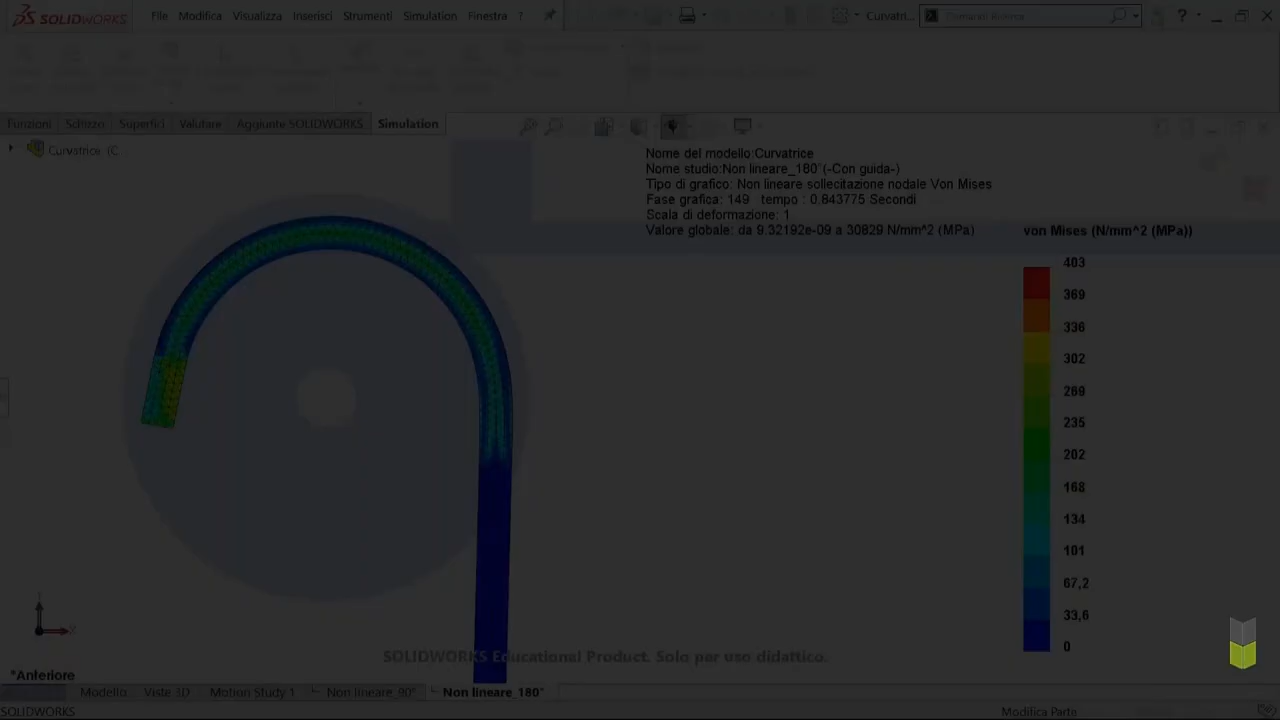 SOLIDWORKS File Modifica Visualizza Inserisci Strumenti Simulation Finestra ? Curvatri... ?
Funzioni Schizzo Superfici Valutare Aggiunte SOLIDWORKS Simulation
Curvatrice (C...
Nome del modello:Curvatrice
Nome studio:Non lineare_180°(-Con guida-)
Tipo di grafico: Non lineare sollecitazione nodale Von Mises
Fase grafica: 149 tempo : 0.843775 Secondi
Scala di deformazione: 1
Valore globale: da 9.32192e-09 a 30829 N/mm^2 (MPa)
von Mises (N/mm^2 (MPa))
403
369
336
302
269
235
202
168
134
101
67,2
33,6
0
SOLIDWORKS Educational Product. Solo per uso didattico.
*Anteriore
Modello Viste 3D Motion Study 1 Non lineare_90° Non lineare_180°
SOLIDWORKS Modifica Parte